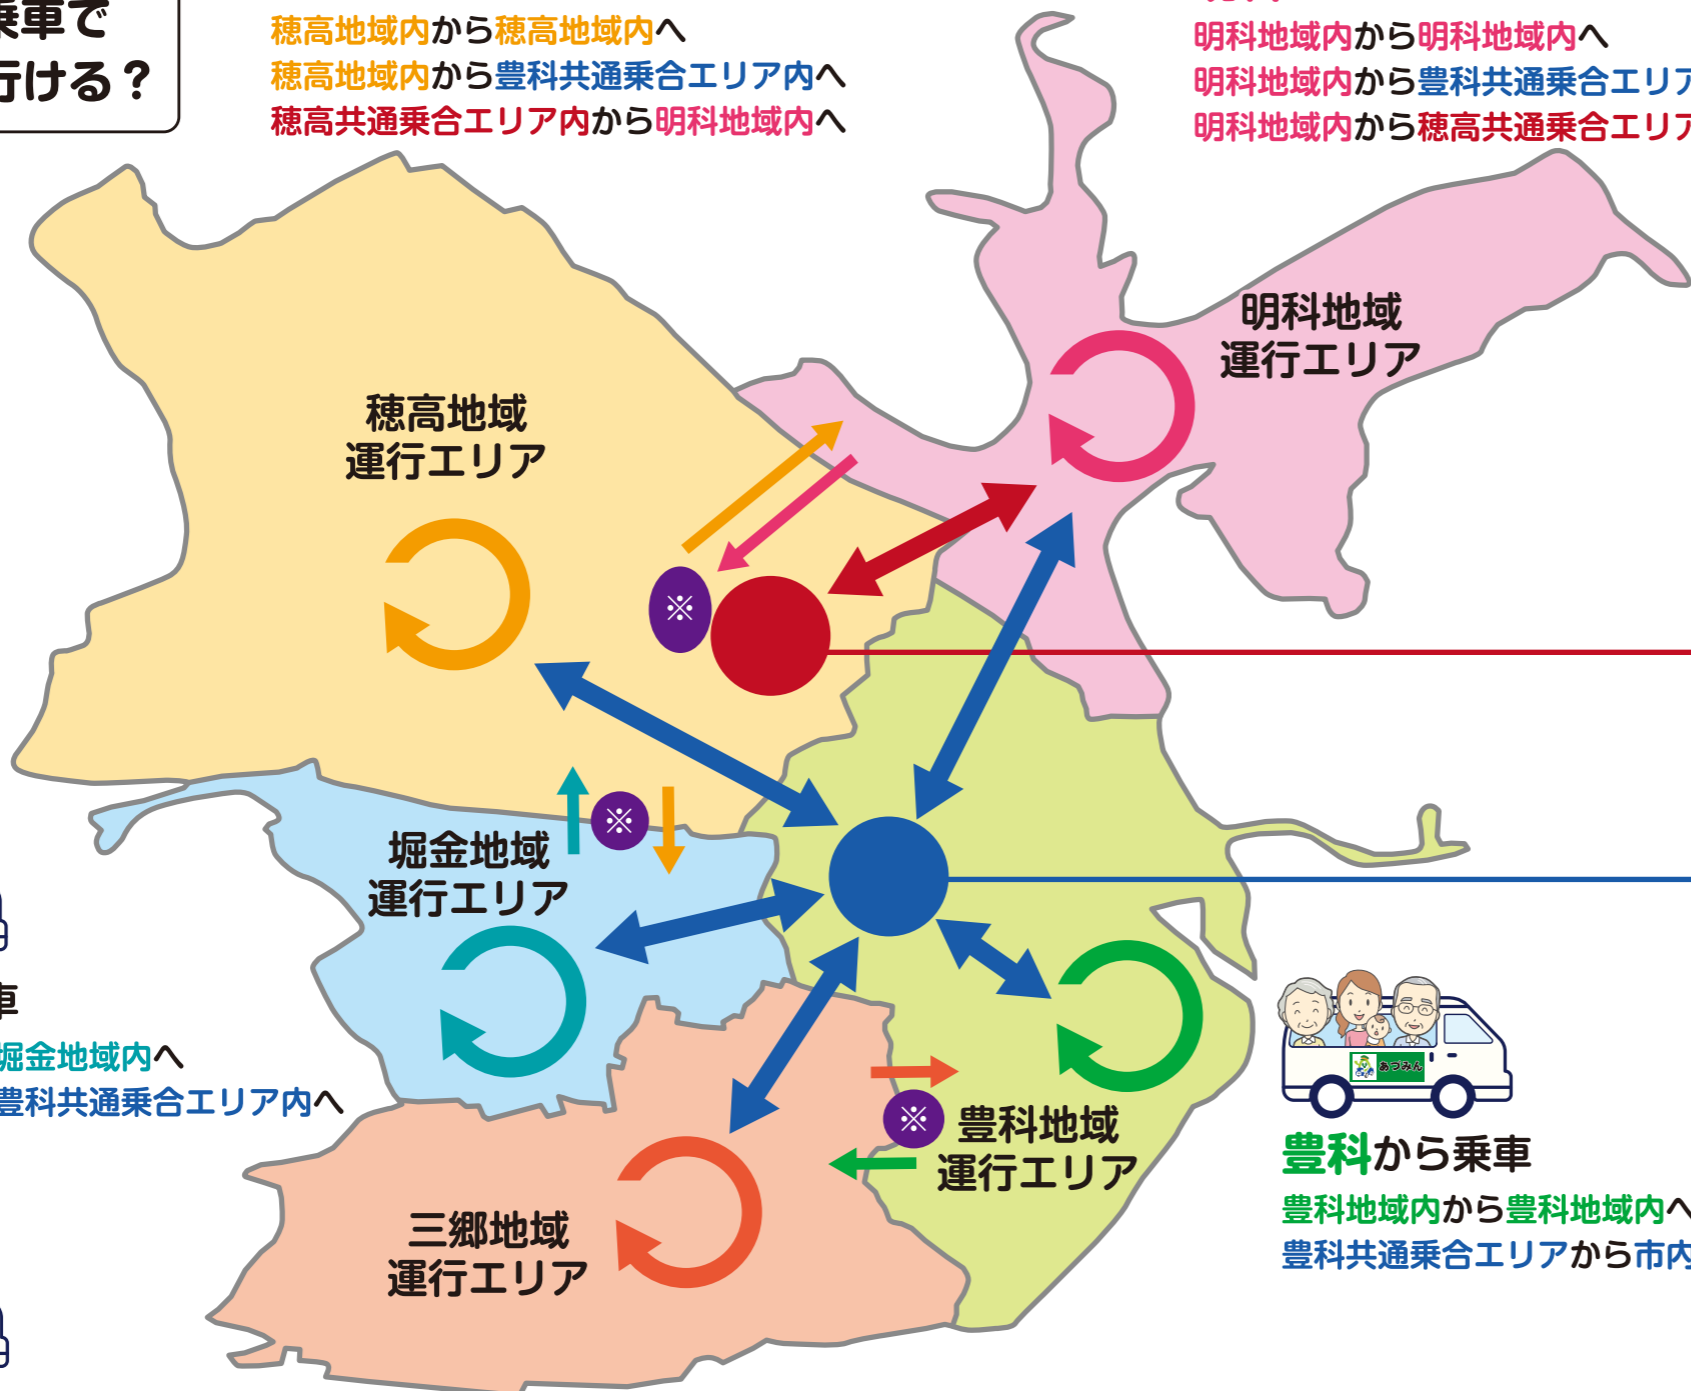 乗車で
行ける？
穂高地域内から穂高地域内へ
穂高地域内から豊科共通乗合エリア内へ
穂高共通乗合エリア内から明科地域内へ
明科地域内から明科地域内へ
明科地域内から豊科共通乗合エリア
明科地域内から穂高共通乗合エリア
明科地域
運行エリア
穂高地域
運行エリア
※
※
堀金地域
運行エリア
車
堀金地域内へ
豊科共通乗合エリア内へ
あづみん
※
豊科地域
運行エリア
豊科から乗車
豊科地域内から豊科地域内へ
豊科共通乗合エリアから市内
三郷地域
運行エリア